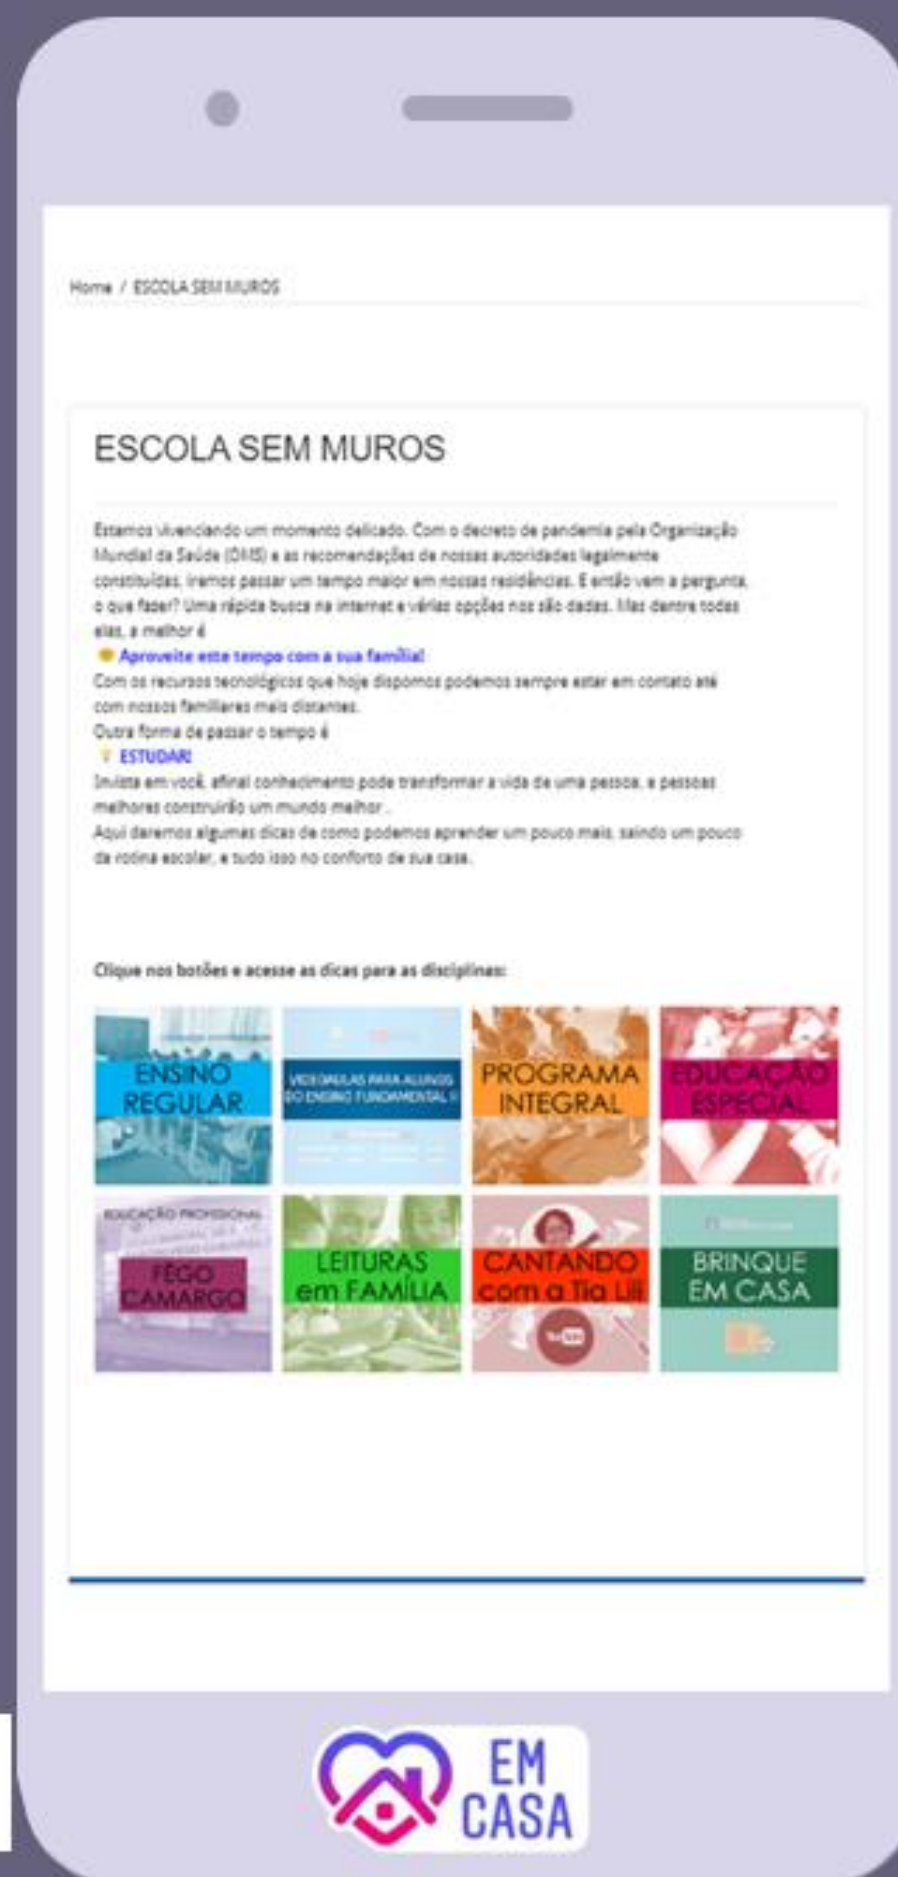 Home / ESCOLA SEM MUROS
ESCOLA SEM MUROS
Estamos vivenciando um momento delicado. Com o decreto de pandemia pela Organização
Mundial da Saúde (OMS) e as recomendações de nossas autoridades legalmente
constituídas, iremos passar um tempo maior em nossas residências. E então vem a pergunta,
o que fazer? Uma rápida busca na internet e várias opções nos são dadas. Mas dentre todas
elas, a melhor é
Aproveite este tempo com a sua família!
Com os recursos tecnológicos que hoje dispomos podemos sempre estar em contato até
com nossos familiares mais distantes.
Outra forma de passar o tempo é
ESTUDAR!
Invista em você, afinal conhecimento pode transformar a vida de uma pessoa, e pessoas
melhores construirão um mundo melhor .
Aqui daremos algumas dicas de como podemos aprender um pouco mais, saindo um pouco
da rotina escolar, e tudo isso no conforto de sua casa.
Clique nos botões e acesse as dicas para as disciplinas:
ENSINO
REGULAR
VIDEOAULAS PARA ALUNOS
DO ENSINO FUNDAMENTAL II
PROGRAMA
INTEGRAL
EDUCAÇÃO
ESPECIAL
EDUCAÇÃO PROFISSIONAL
FÊGO
CAMARGO
LEITURAS
em FAMÍLIA
CANTANDO
com a Tia Lili
YouTube
BRINQUE
EM CASA
EM
CASA